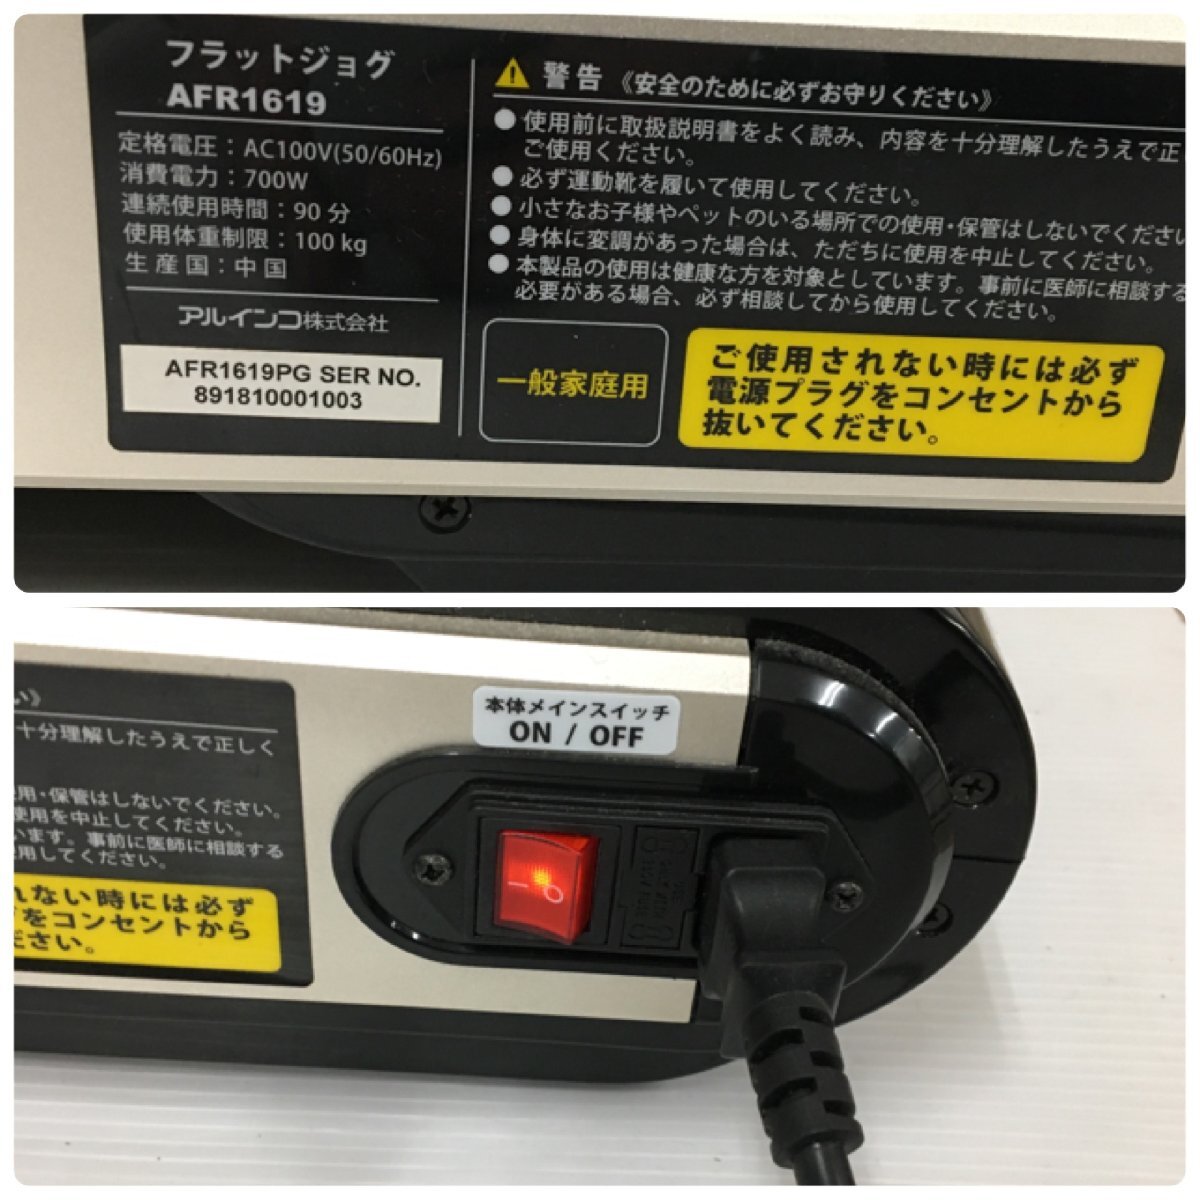 フラットジョグ
AFR1619
定格電圧：AC100V(50/60Hz)
消費電力：700W
連続使用時間：90分
使用体重制限：100kg
生産国：中国
アルインコ株式会社
AFR1619PG SER NO.
891810001003
警告《安全のために必ずお守りください》
●使用前に取扱説明書をよく読み、内容を十分理解したうえで正し
ご使用ください。
●必ず運動靴を履いて使用してください。
●小さなお子様やペットのいる場所での使用・保管はしないでください
●身体に変調があった場合は、ただちに使用を中止してください。
●本製品の使用は健康な方を対象としています。事前に医師に相談する
必要がある場合、必ず相談してから使用してください。
一般家庭用
ご使用されない時には必ず
電源プラグをコンセントから
抜いてください。
い》
十分理解したうえで正しく
用・保管はしないでください。
使用を中止してください。
います。事前に医師に相談する
使用してください。
れない時には必ず
グをコンセントから
ださい。
本体メインスイッチ
ON / OFF